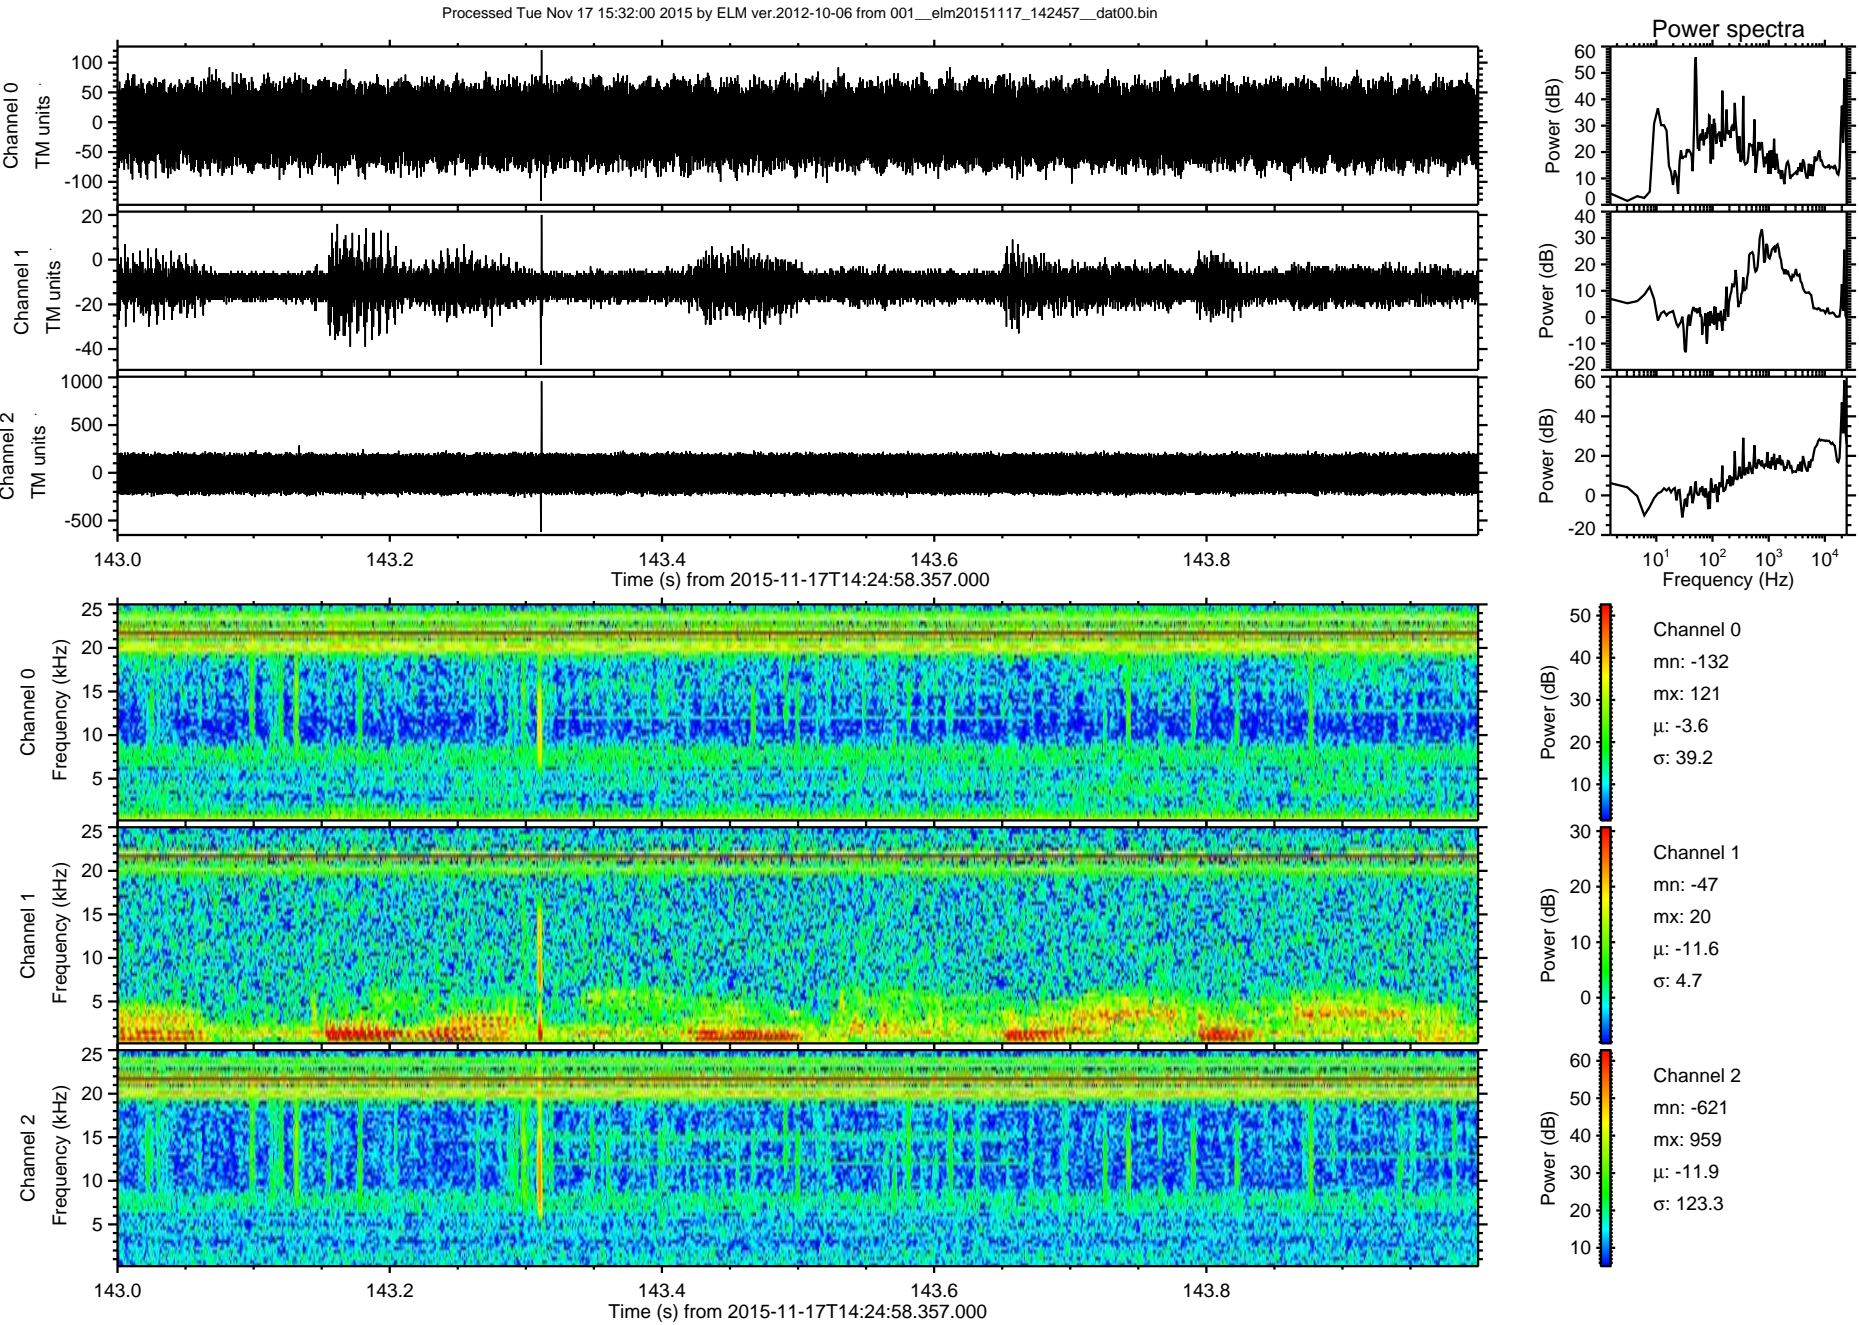 Processed Tue Nov 17 15:32:00 2015 by ELM ver.2012-10-06 from 001__elm20151117_142457__dat00.bin
Power spectra
Channel 0
TM units
100
50
0
-50
-100
Power (dB)
60
50
40
30
20
10
0
Channel 1
TM units
20
0
-20
-40
Power (dB)
40
30
20
10
0
-10
-20
Channel 2
TM units
1000
500
0
-500
Power (dB)
60
40
20
0
-20
143.0 143.2 143.4 143.6 143.8
Time (s) from 2015-11-17T14:24:58.357.000
10^1 10^2 10^3 10^4
Frequency (Hz)
Channel 0
Frequency (kHz)
25
20
15
10
5
Power (dB)
50
40
30
20
10
Channel 0
mn: -132
mx: 121
μ: -3.6
σ: 39.2
Channel 1
Frequency (kHz)
25
20
15
10
5
Power (dB)
30
20
10
0
Channel 1
mn: -47
mx: 20
μ: -11.6
σ: 4.7
Channel 2
Frequency (kHz)
25
20
15
10
5
Power (dB)
60
50
40
30
20
10
Channel 2
mn: -621
mx: 959
μ: -11.9
σ: 123.3
143.0 143.2 143.4 143.6 143.8
Time (s) from 2015-11-17T14:24:58.357.000